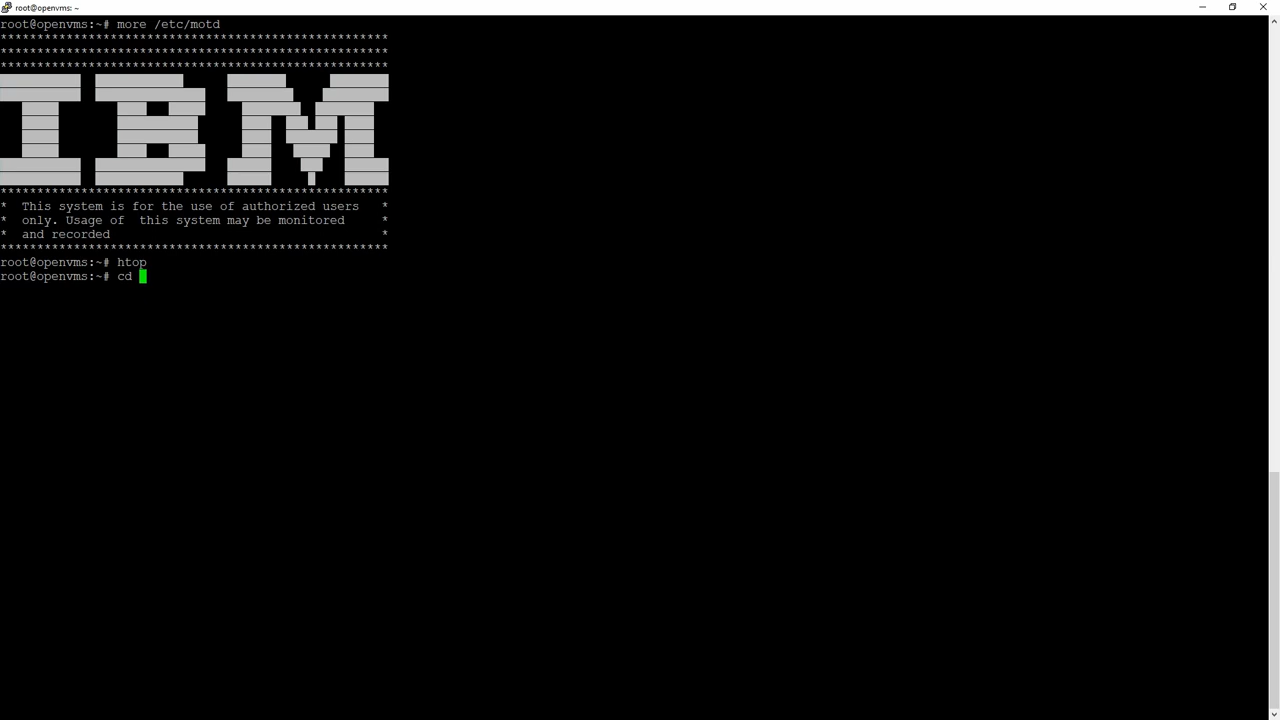 root@openvms: ~
root@openvms:~# more /etc/motd
*****************************************************
*****************************************************
*****************************************************
IBM
*****************************************************
*  This system is for the use of authorized users   *
*  only. Usage of  this system may be monitored     *
*  and recorded                                     *
*****************************************************
root@openvms:~# htop
root@openvms:~# cd